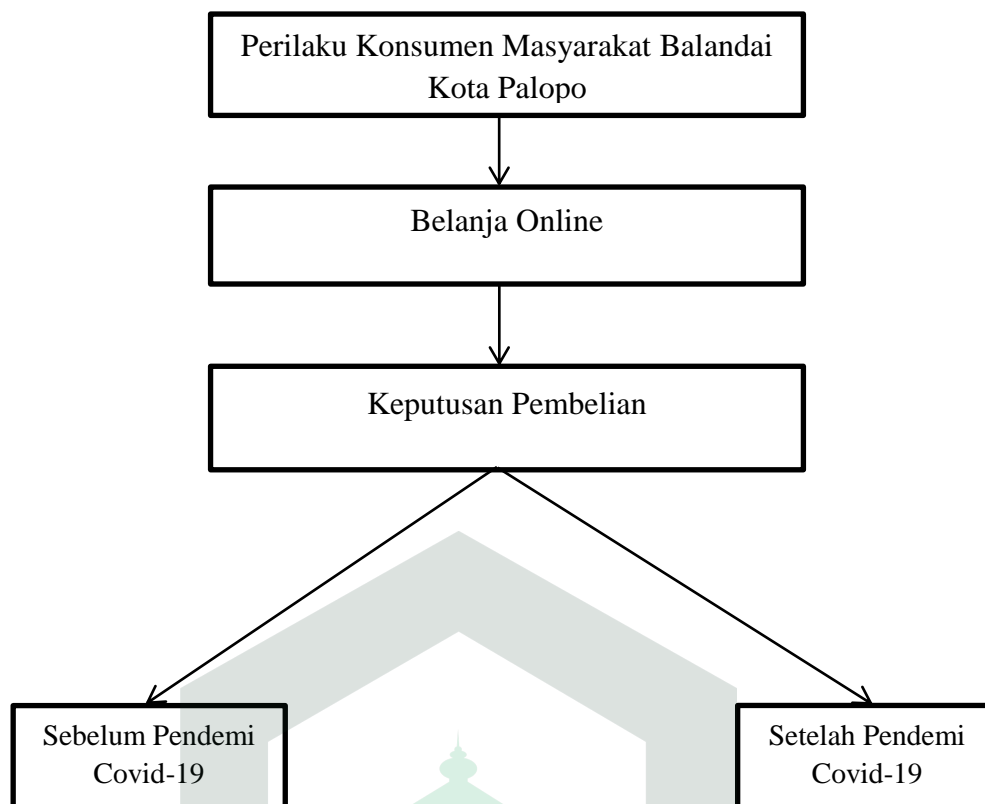 Perilaku Konsumen Masyarakat Balandai
Kota Palopo
Belanja Online
Keputusan Pembelian
Sebelum Pendemi
Covid-19
Setelah Pendemi
Covid-19